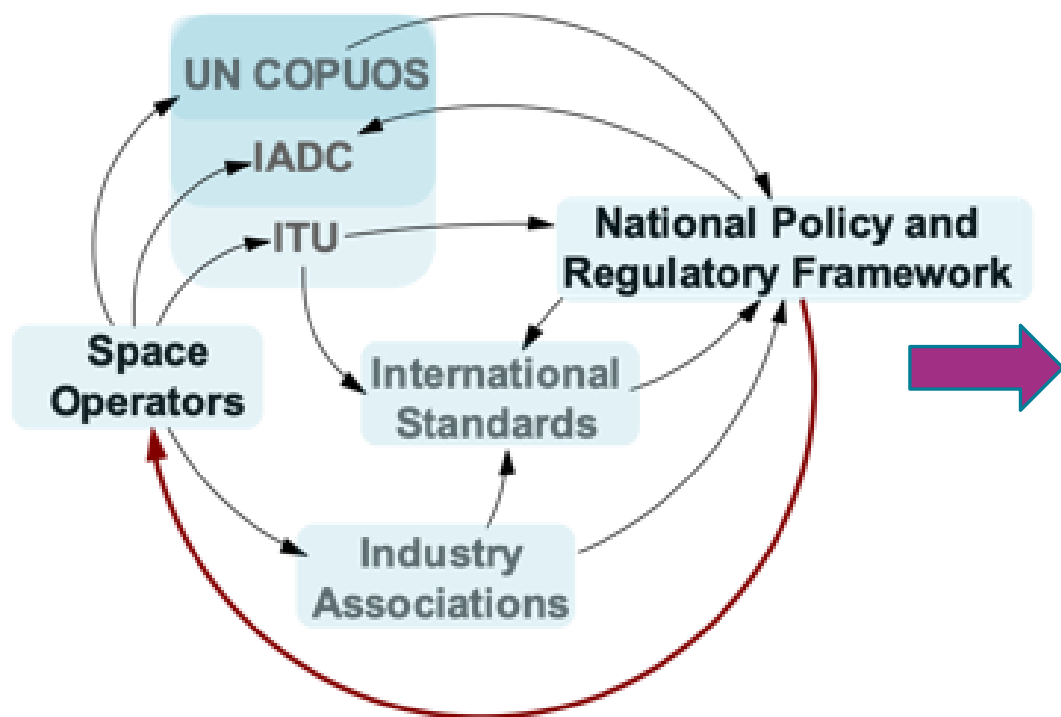 UN COPUOS
IADC
ITU
National Policy and
Regulatory Framework
Space
Operators
International
Standards
Industry
Associations